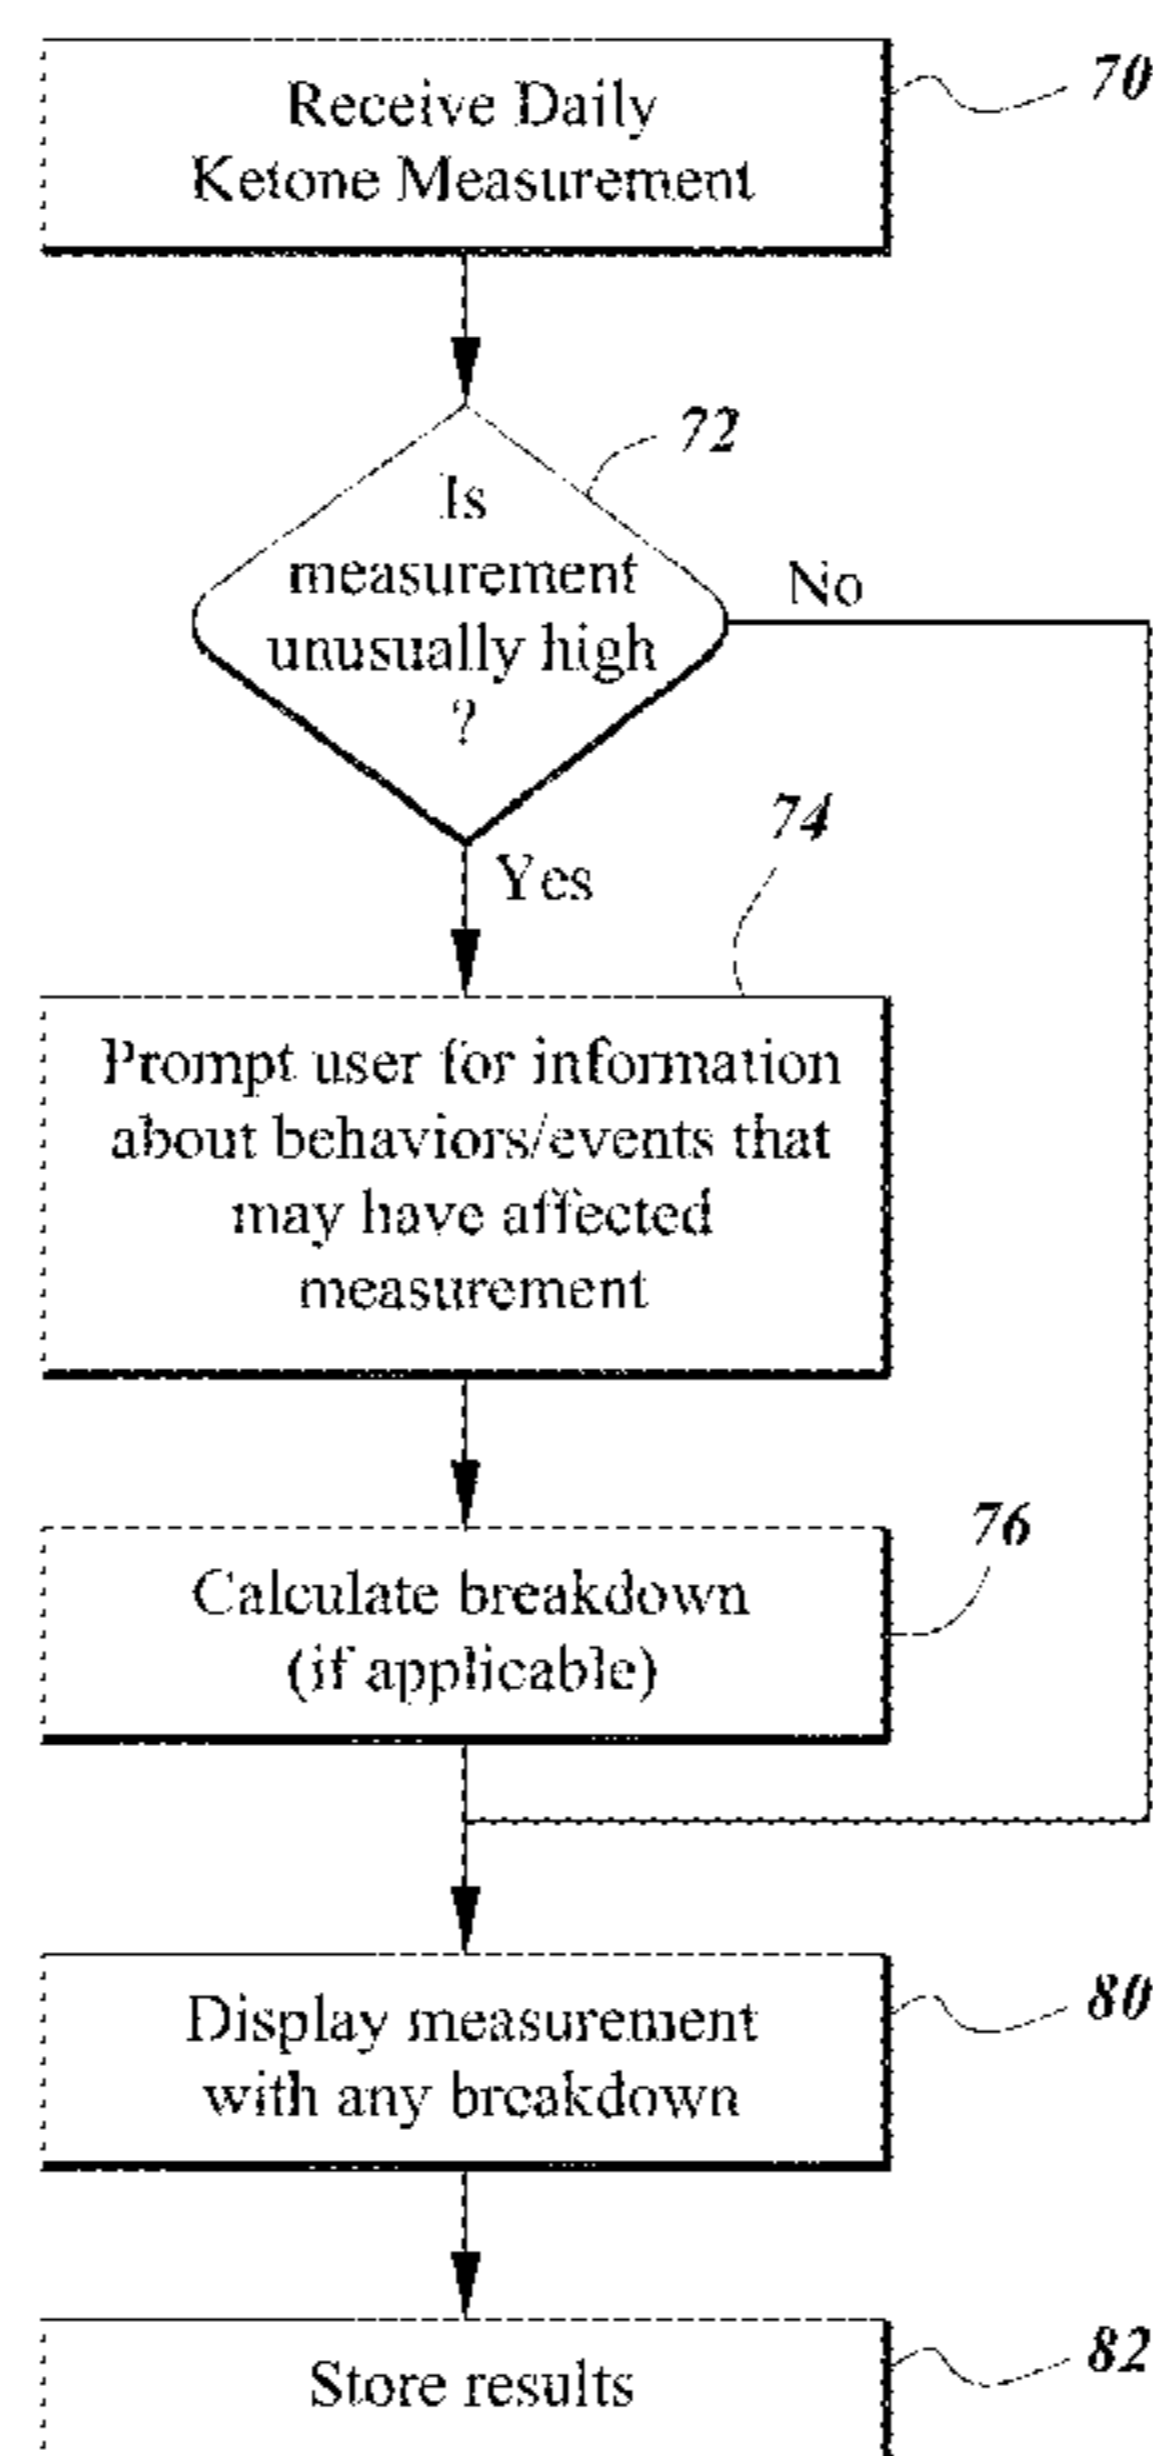 Receive Daily
Ketone Measurement
70
72
Is
measurement
unusually high
?
No
Yes
74
Prompt user for information
about behaviors/events that
may have affected
measurement
76
Calculate breakdown
(if applicable)
80
Display measurement
with any breakdown
82
Store results